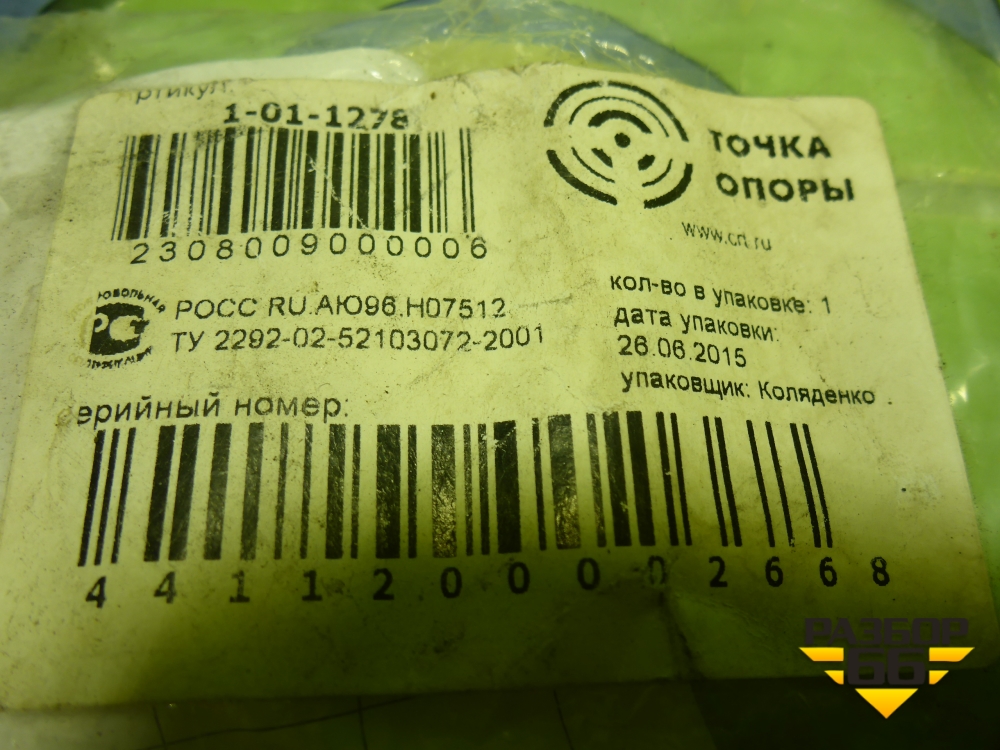 ртикул:
1-01-1278
2308009000006
ТОЧКА
ОПОРЫ
www.crt.ru
РОСС RU.АЮ96.Н07512
ТУ 2292-02-52103072-2001
кол-во в упаковке: 1
дата упаковки:
26.06.2015
упаковщик: Коляденко
ерийный номер:
4411200002668
РАЗБОР
66